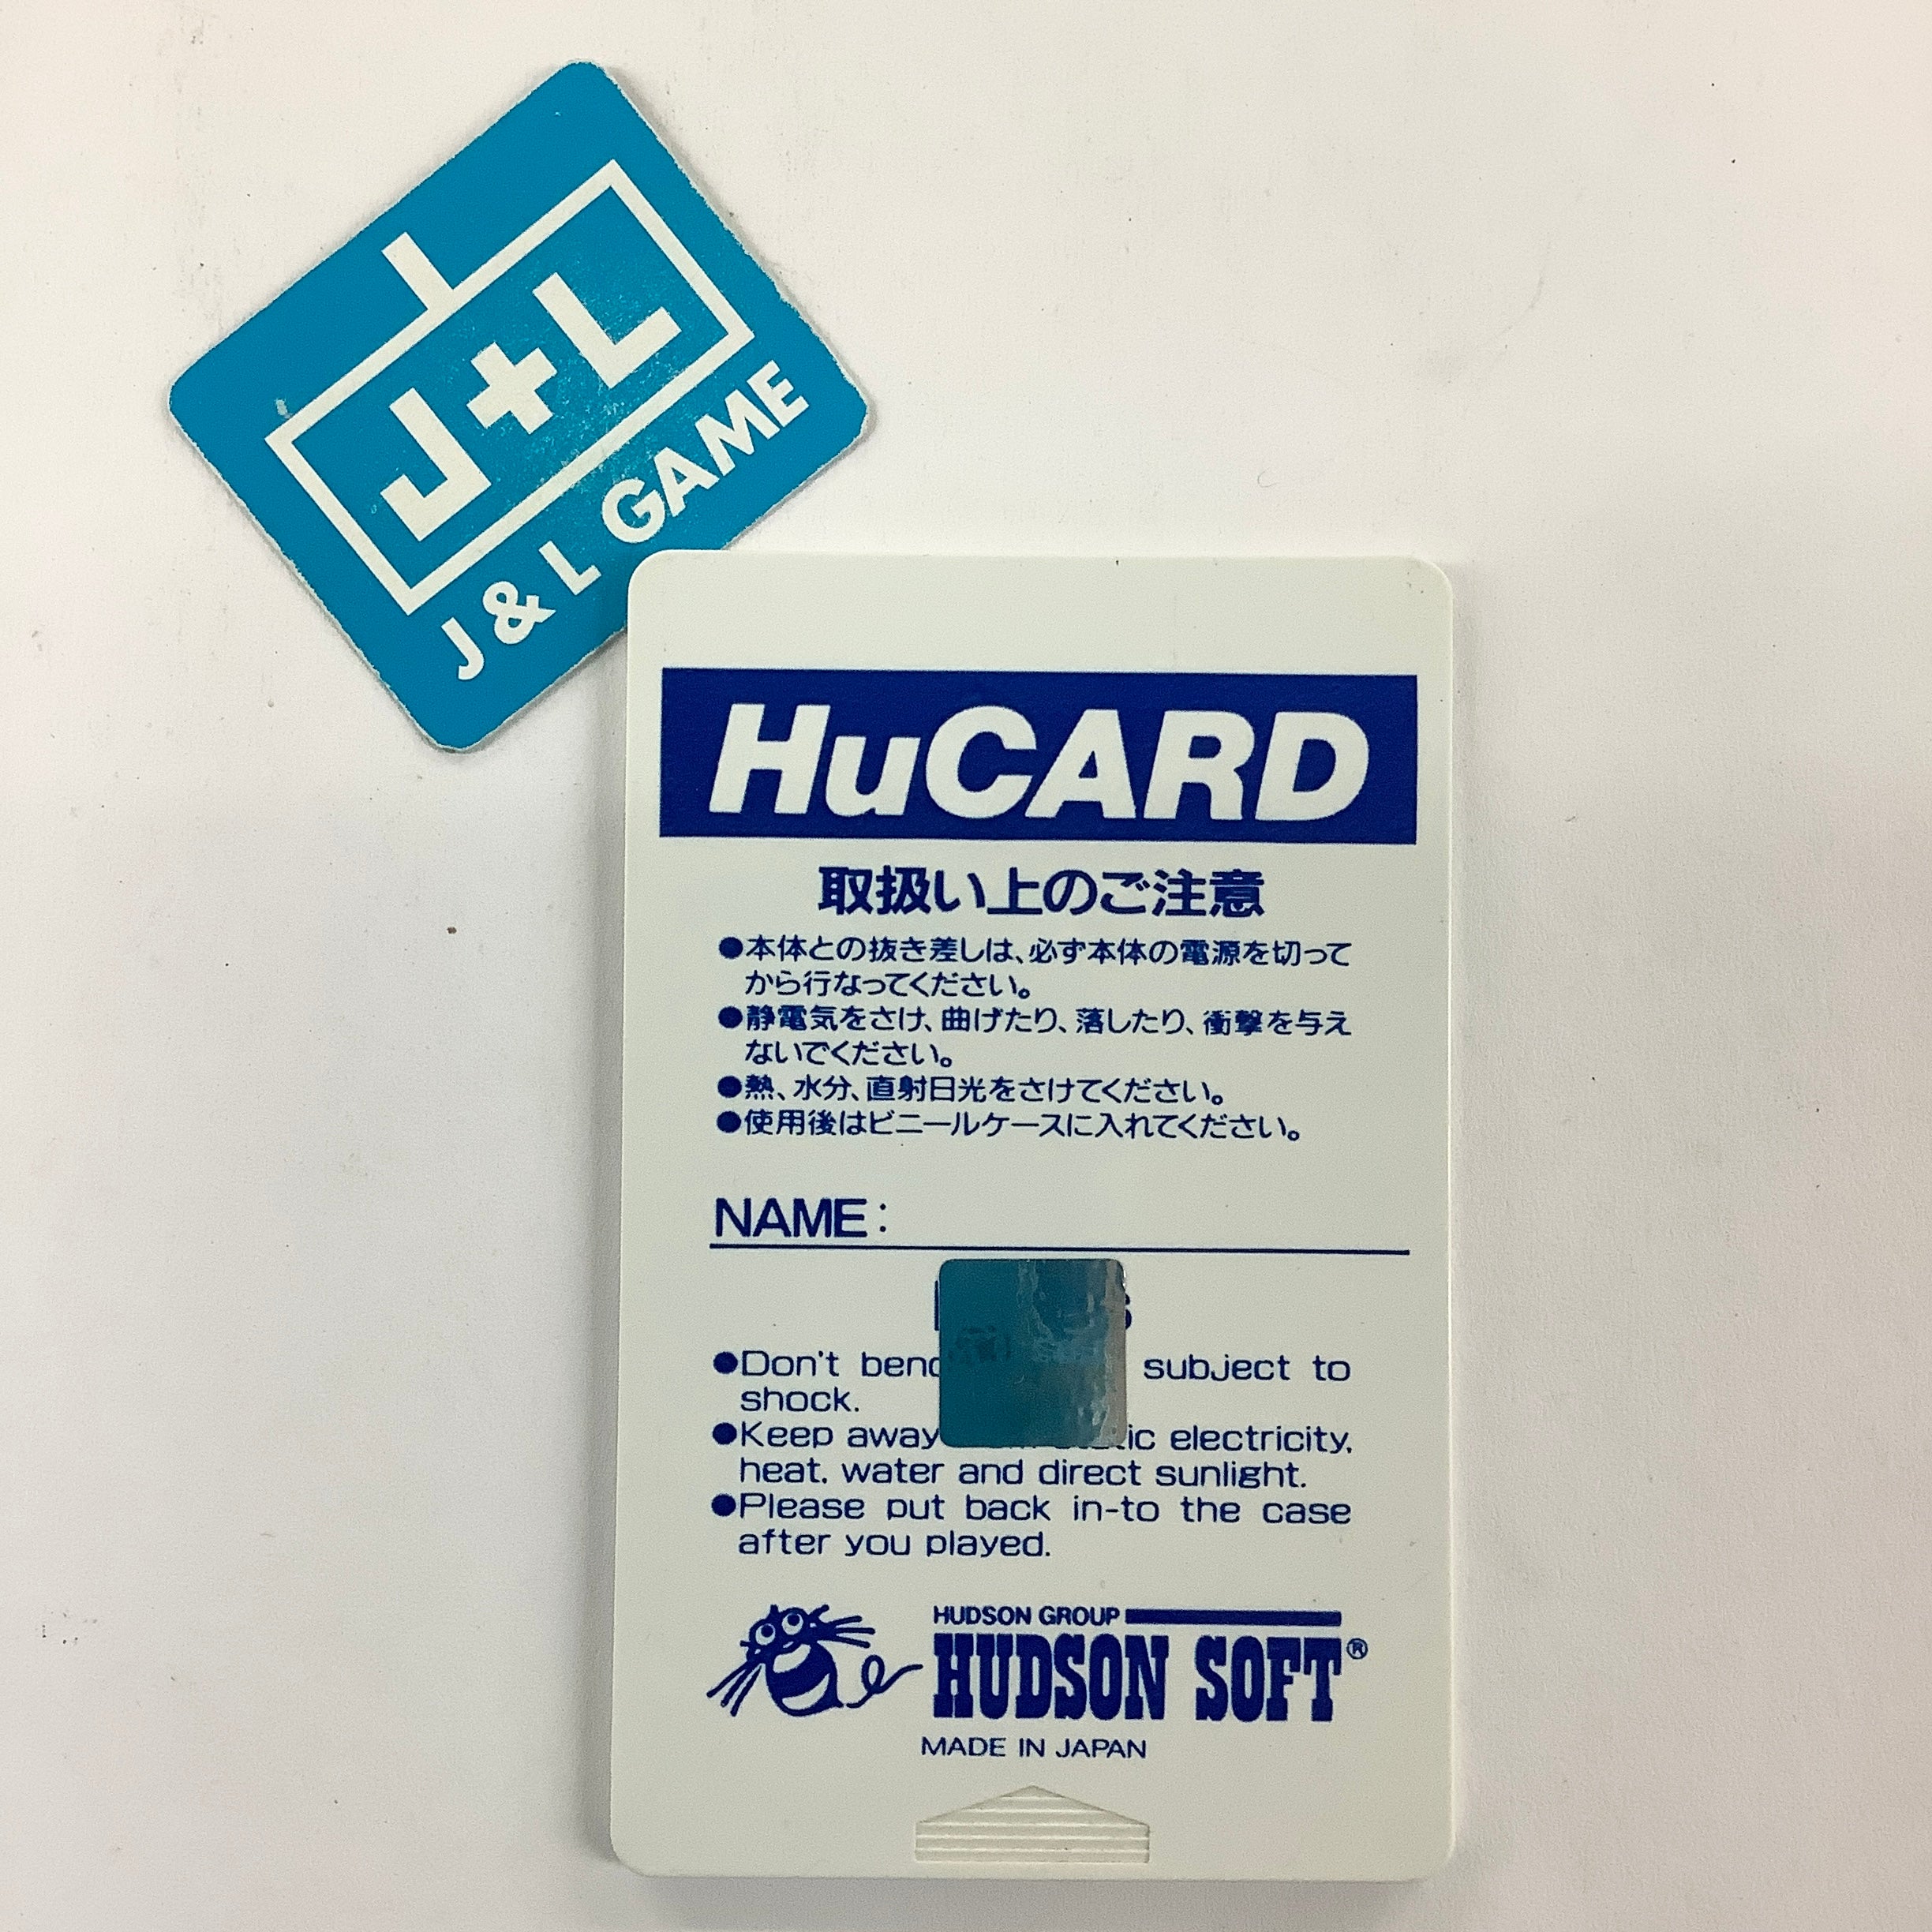 J+L
J & L GAME
HuCARD
取扱い上のご注意
●本体との抜き差しは、必ず本体の電源を切って
から行なってください。
●静電気をさけ、曲げたり、落したり、衝撃を与え
ないでください。
●熱、水分、直射日光をさけてください。
●使用後はビニールケースに入れてください。
NAME:
●Don't bend subject to
shock.
●Keep away electricity,
heat, water and direct sunlight.
●Please put back in-to the case
after you played.
HUDSON GROUP
HUDSON SOFT®
MADE IN JAPAN